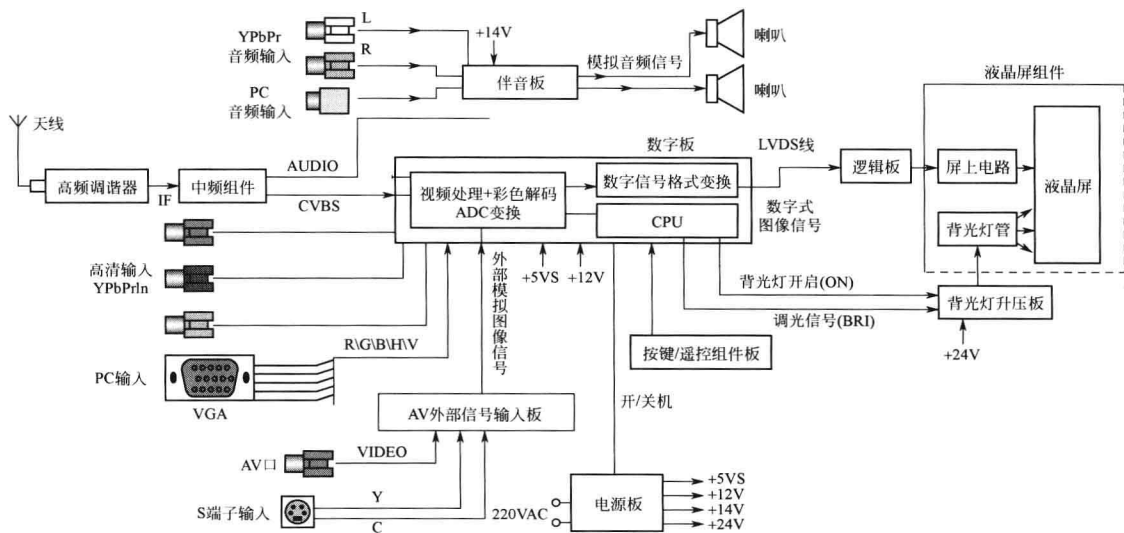 YPbPr
音频输入
L
R
+14V
PC
音频输入
伴音板
模拟音频信号
喇叭
喇叭
液晶屏组件
天线
高频调谐器
IF
中频组件
AUDIO
CVBS
数字板
视频处理+彩色解码
ADC变换
数字信号格式变换
CPU
LVDS线
数字式
图像信号
逻辑板
屏上电路
液晶屏
背光灯管
高清输入
YPbPrIn
外部模拟图像信号
+5VS
+12V
背光灯开启(ON)
调光信号(BRI)
背光灯升压板
+24V
R\G\B\H\V
PC输入
VGA
按键/遥控组件板
开/关机
AV外部信号输入板
AV口
VIDEO
S端子输入
Y
C
220VAC
电源板
+5VS
+12V
+14V
+24V